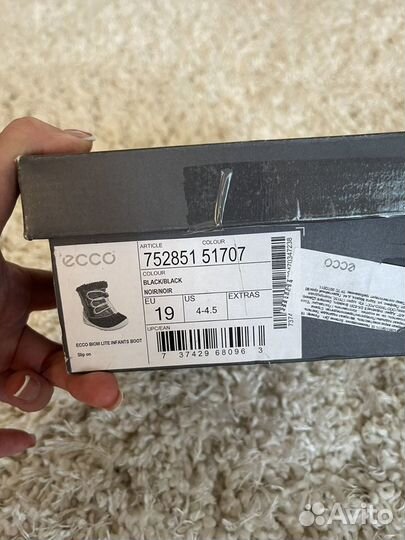 ecco
ARTICLE COLOUR
752851 51707
COLOUR
BLACK/BLACK
NOIR/NOIR
EU US EXTRAS
19 4-4.5
UPC/EAN
7 37429 68096 3
ECCO BIOM LITE INFANTS BOOT
Slip on
ecco
Avito